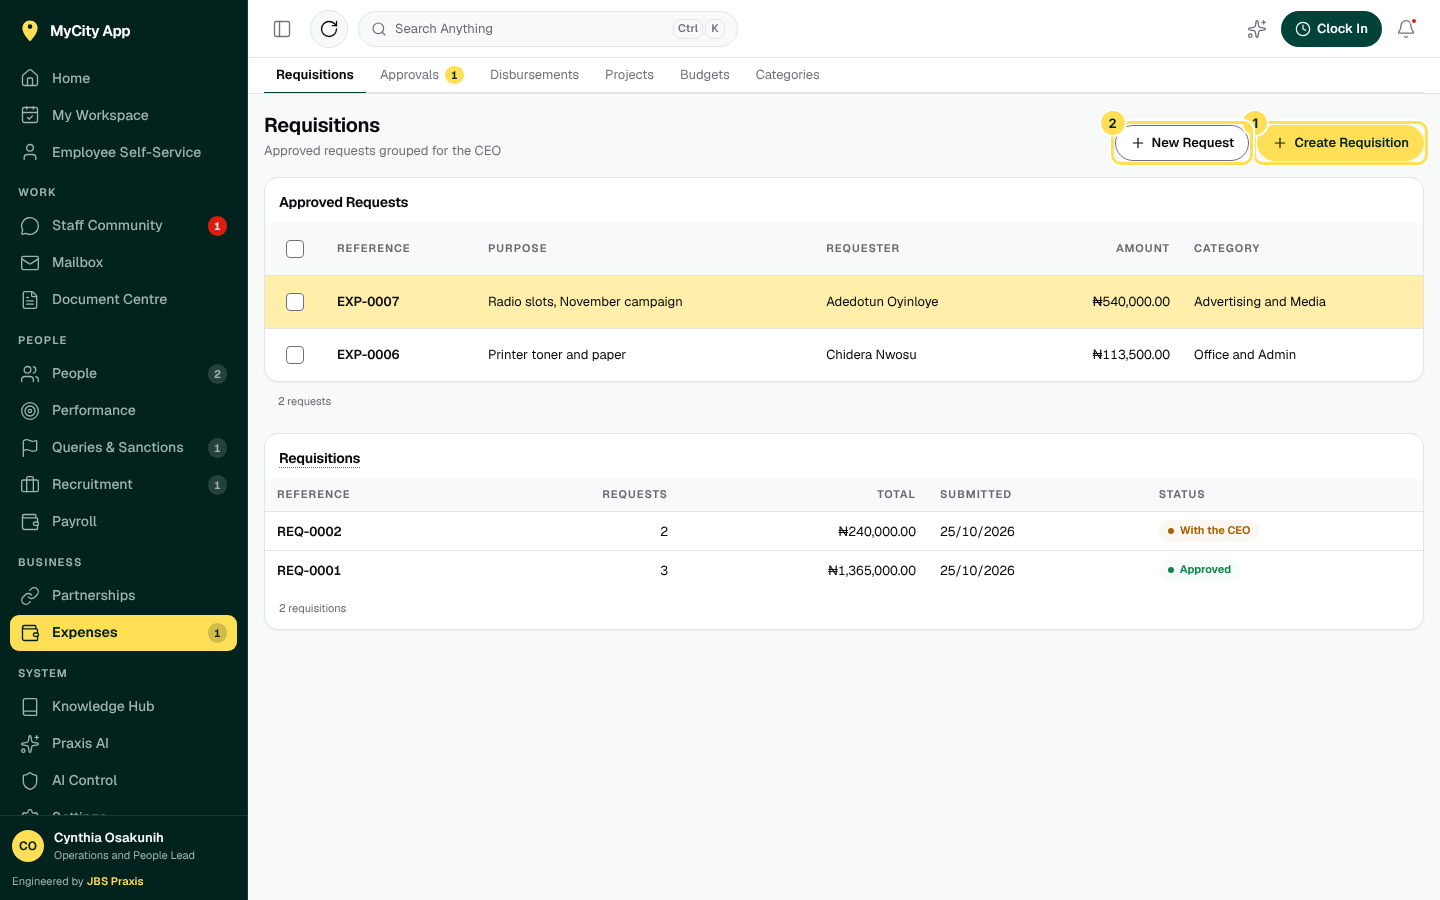 MyCity App
Home
My Workspace
Employee Self-Service
WORK
Staff Community 1
Mailbox
Document Centre
PEOPLE
People 2
Performance
Queries & Sanctions 1
Recruitment 1
Payroll
BUSINESS
Partnerships
Expenses 1
SYSTEM
Knowledge Hub
Praxis AI
AI Control
CO
Cynthia Osakunih
Operations and People Lead
Engineered by JBS Praxis
Search Anything Ctrl K
Clock In
Requisitions Approvals 1 Disbursements Projects Budgets Categories
Requisitions
Approved requests grouped for the CEO
2 New Request 1 Create Requisition
Approved Requests
REFERENCE PURPOSE REQUESTER AMOUNT CATEGORY
EXP-0007 Radio slots, November campaign Adedotun Oyinloye ₦540,000.00 Advertising and Media
EXP-0006 Printer toner and paper Chidera Nwosu ₦113,500.00 Office and Admin
2 requests
Requisitions
REFERENCE REQUESTS TOTAL SUBMITTED STATUS
REQ-0002 2 ₦240,000.00 25/10/2026 With the CEO
REQ-0001 3 ₦1,365,000.00 25/10/2026 Approved
2 requisitions